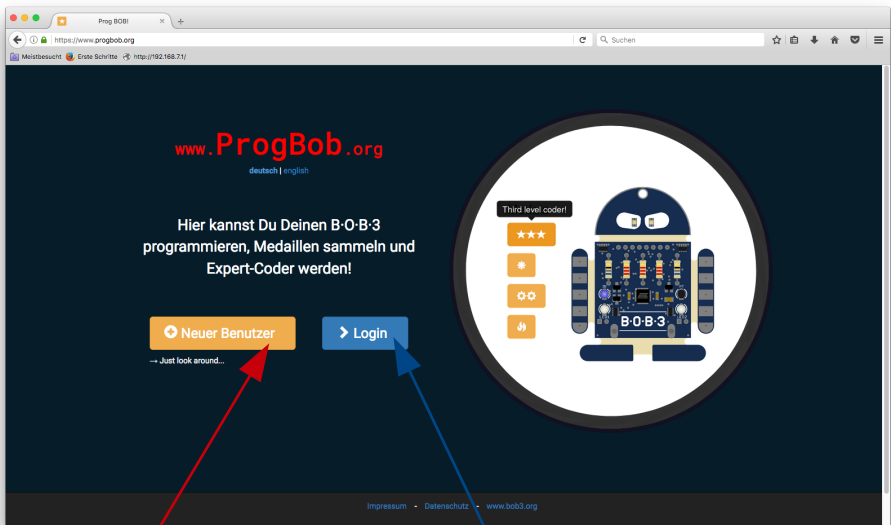 Prog BOB!
https://www.progbob.org
Suchen
Meistbesucht
Erste Schritte
http://192.168.7.1/
www.ProgBob.org
deutsch | english
Hier kannst Du Deinen B·O·B·3
programmieren, Medaillen sammeln und
Expert-Coder werden!
Neuer Benutzer
Login
→ Just look around...
Third level coder!
B·O·B·3
Impressum - Datenschutz - www.bob3.org